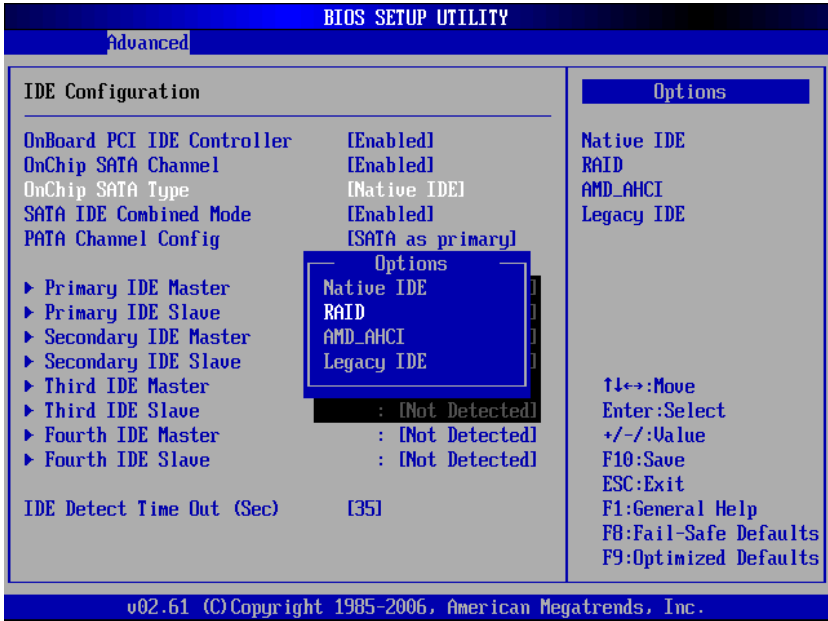 BIOS SETUP UTILITY
Advanced
IDE Configuration
OnBoard PCI IDE Controller [Enabled]
OnChip SATA Channel [Enabled]
OnChip SATA Type [Native IDE]
SATA IDE Combined Mode [Enabled]
PATA Channel Config [SATA as primary]
Primary IDE Master ]
Primary IDE Slave ]
Secondary IDE Master ]
Secondary IDE Slave ]
Third IDE Master
Third IDE Slave : [Not Detected]
Fourth IDE Master : [Not Detected]
Fourth IDE Slave : [Not Detected]
IDE Detect Time Out (Sec) [35]
Options
Native IDE
RAID
AMD_AHCI
Legacy IDE
Options
Native IDE
RAID
AMD_AHCI
Legacy IDE
↑↓←→:Move
Enter:Select
+/-/:Value
F10:Save
ESC:Exit
F1:General Help
F8:Fail-Safe Defaults
F9:Optimized Defaults
v02.61 (C)Copyright 1985-2006, American Megatrends, Inc.